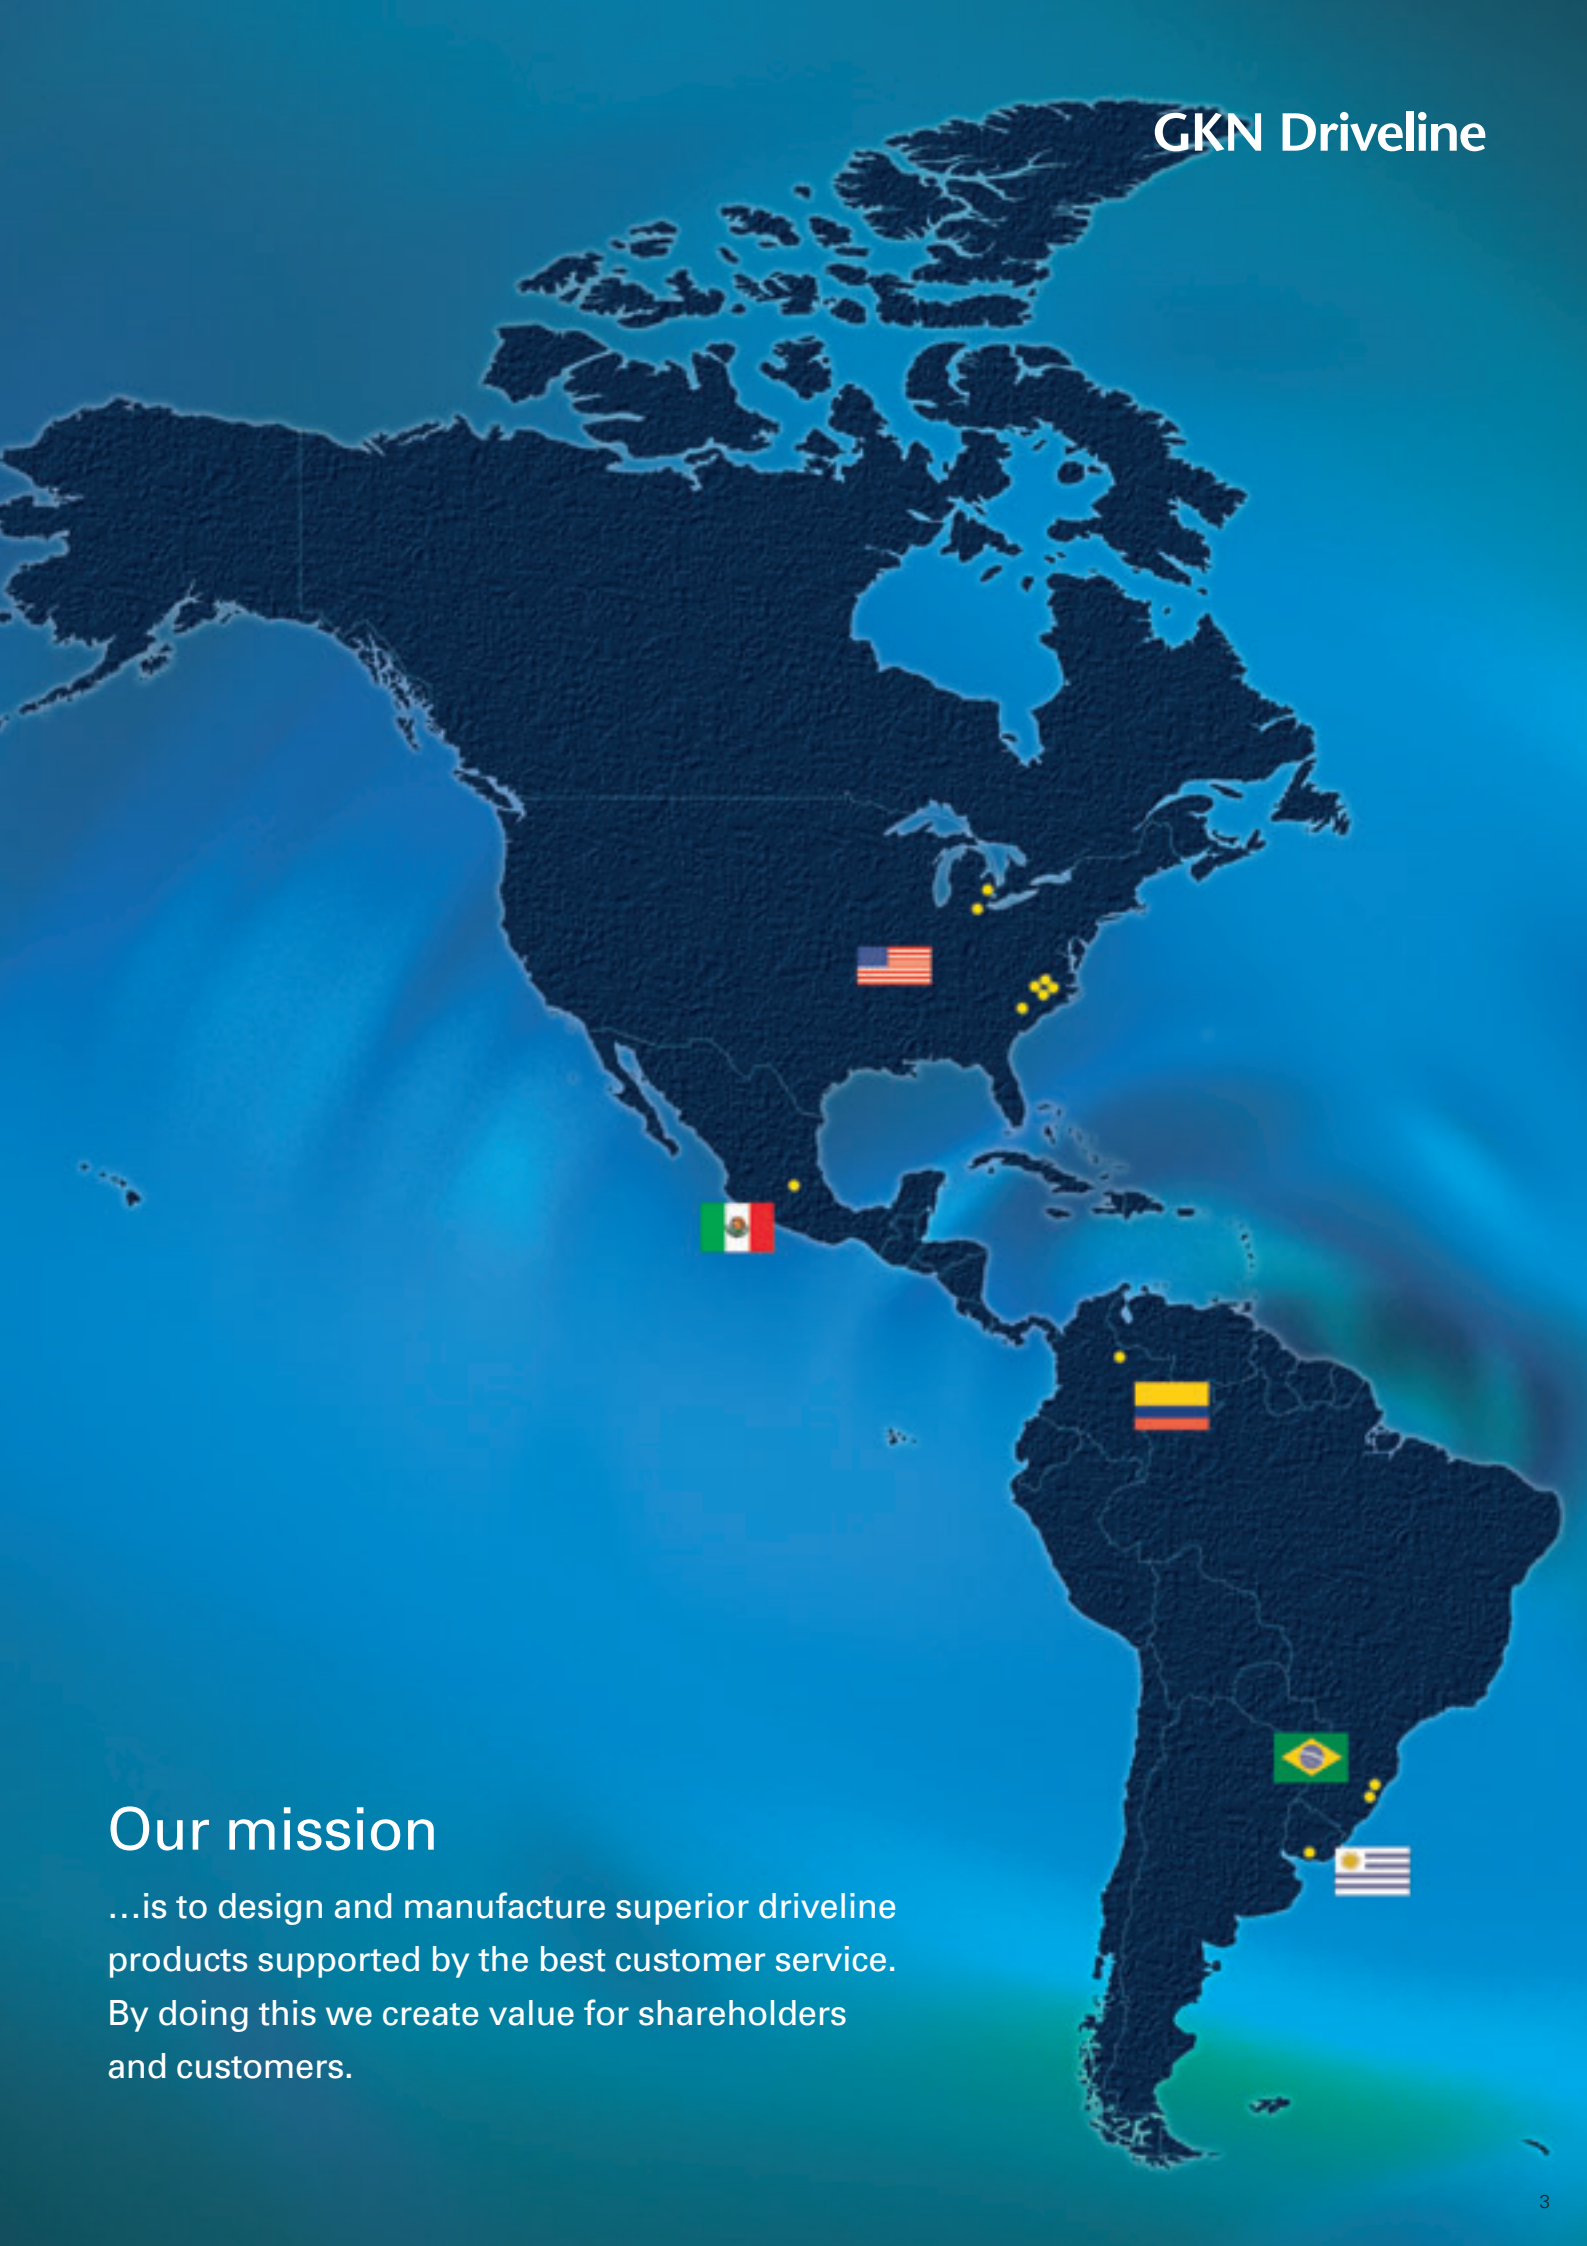 GKN Driveline
Our mission
…is to design and manufacture superior driveline
products supported by the best customer service.
By doing this we create value for shareholders
and customers.
3